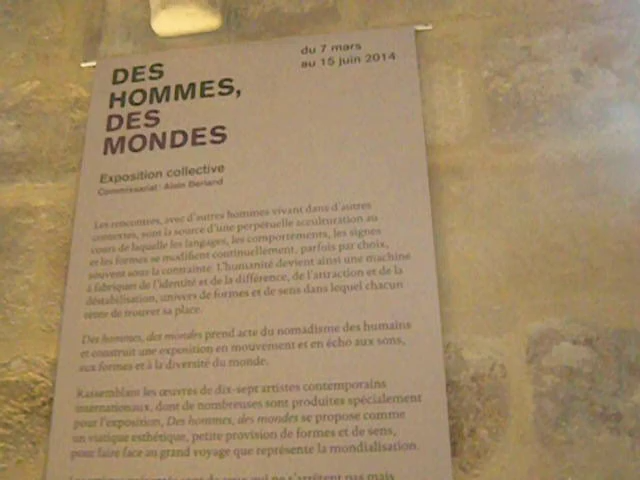 DES
HOMMES,
DES
MONDES
du 7 mars
au 15 juin 2014
Exposition collective
Commissariat : Alain Berland
Les rencontres, avec d'autres hommes vivant dans d'autres
contextes, sont la source d'une perpétuelle acculturation au
cours de laquelle les langages, les comportements, les signes
et les formes se modifient continuellement, parfois par choix,
souvent sous la contrainte. L'humanité devient ainsi une machine
à fabriquer de l'identité et de la différence, de l'attraction et de la
déstabilisation, univers de formes et de sens dans lequel chacun
tente de trouver sa place.
Des hommes, des mondes prend acte du nomadisme des humains
et construit une exposition en mouvement et en écho aux sons,
aux formes et à la diversité du monde.
Rassemblant les œuvres de dix-sept artistes contemporains
internationaux, dont de nombreuses sont produites spécialement
pour l'exposition, Des hommes, des mondes se propose comme
un viatique esthétique, petite provision de formes et de sens,
pour faire face au grand voyage que représente la mondialisation.
qui ne s'arrêtent pas mais